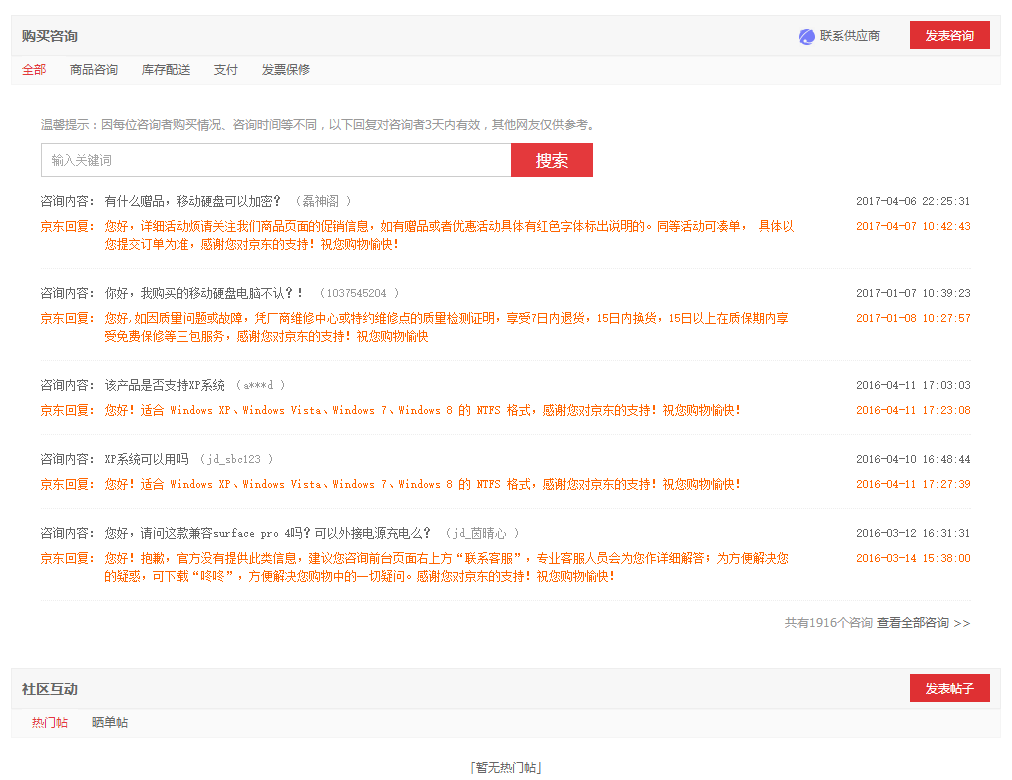 购买咨询
联系供应商
发表咨询
全部 商品咨询 库存配送 支付 发票保修
温馨提示：因每位咨询者购买情况、咨询时间等不同，以下回复对咨询者3天内有效，其他网友仅供参考。
输入关键词
搜索
咨询内容： 有什么赠品，移动硬盘可以加密？ （磊神阁 ） 2017-04-06 22:25:31
京东回复： 您好，详细活动烦请关注我们商品页面的促销信息，如有赠品或者优惠活动具体有红色字体标出说明的。同等活动可凑单， 具体以 2017-04-07 10:42:43
您提交订单为准，感谢您对京东的支持！祝您购物愉快！
咨询内容： 你好，我购买的移动硬盘电脑不认？！ （1037545204 ） 2017-01-07 10:39:23
京东回复： 您好,如因质量问题或故障，凭厂商维修中心或特约维修点的质量检测证明，享受7日内退货，15日内换货，15日以上在质保期内享 2017-01-08 10:27:57
受免费保修等三包服务，感谢您对京东的支持！祝您购物愉快
咨询内容： 该产品是否支持XP系统 （a***d ） 2016-04-11 17:03:03
京东回复： 您好！适合 Windows XP、Windows Vista、Windows 7、Windows 8 的 NTFS 格式，感谢您对京东的支持！祝您购物愉快！ 2016-04-11 17:23:08
咨询内容： XP系统可以用吗 （jd_sbc123 ） 2016-04-10 16:48:44
京东回复： 您好！适合 Windows XP、Windows Vista、Windows 7、Windows 8 的 NTFS 格式，感谢您对京东的支持！祝您购物愉快！ 2016-04-11 17:27:39
咨询内容： 您好，请问这款兼容surface pro 4吗？可以外接电源充电么？ （jd_茵晴心 ） 2016-03-12 16:31:31
京东回复： 您好！抱歉，官方没有提供此类信息，建议您咨询前台页面右上方“联系客服”，专业客服人员会为您作详细解答；为方便解决您 2016-03-14 15:38:00
的疑惑，可下载“咚咚”，方便解决您购物中的一切疑问。感谢您对京东的支持！祝您购物愉快！
共有1916个咨询 查看全部咨询 >>
社区互动
发表帖子
热门帖 晒单帖
「暂无热门帖」